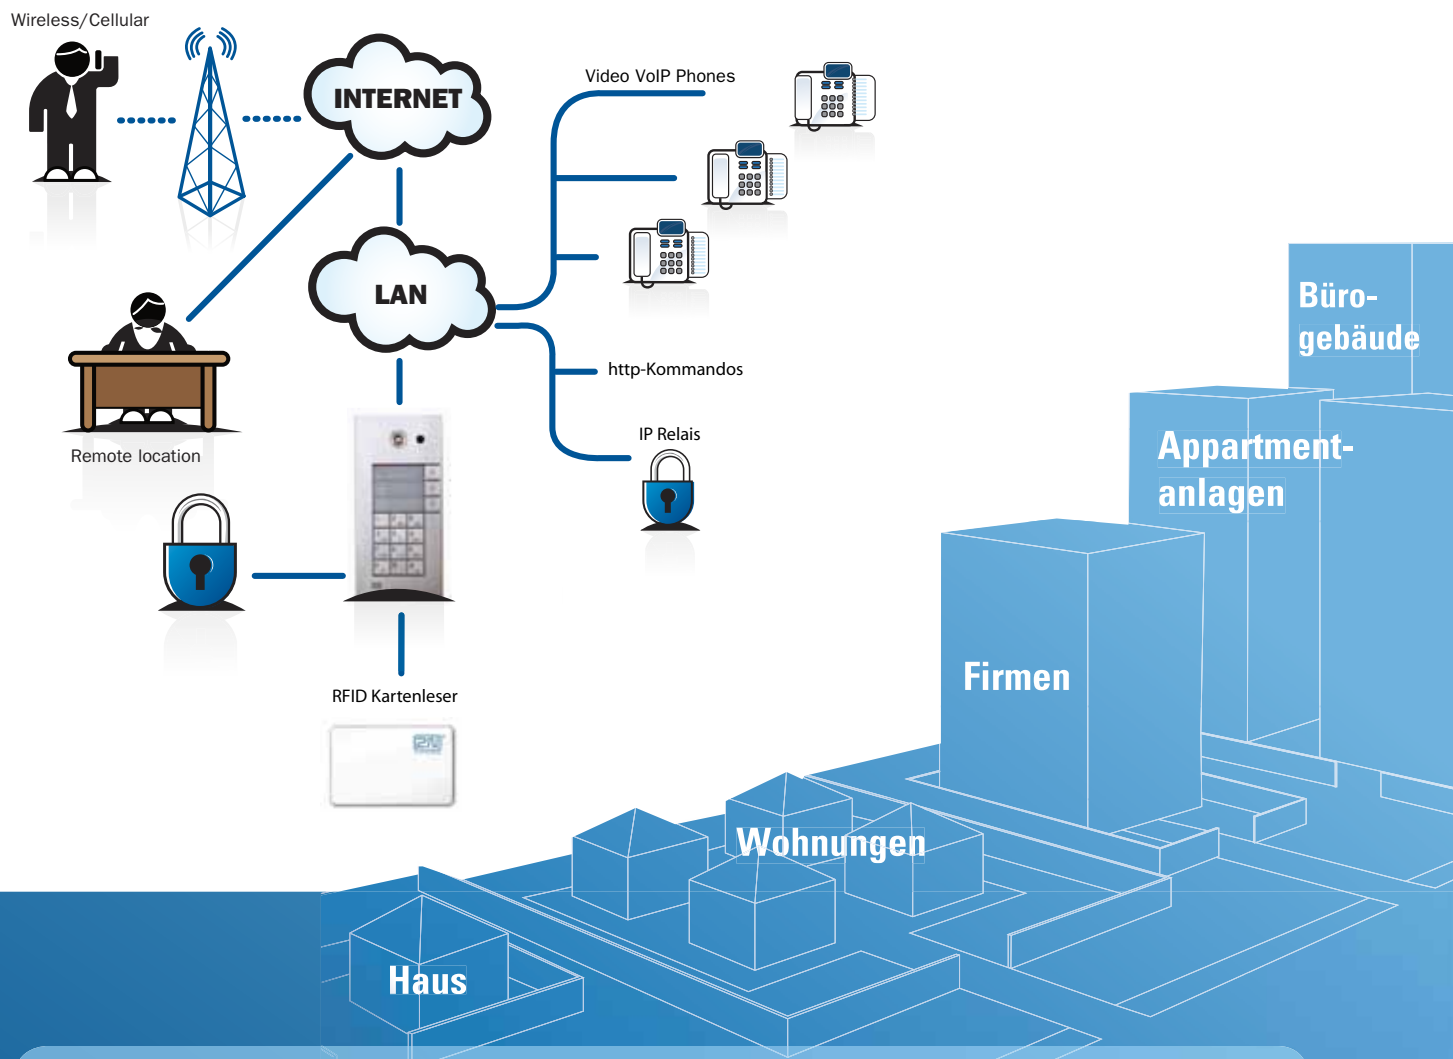 Wireless/Cellular
INTERNET
Video VoIP Phones
LAN
http-Kommandos
IP Relais
Remote location
RFID Kartenleser
2N
Büro-
gebäude
Appartment-
anlagen
Firmen
Wohnungen
Haus